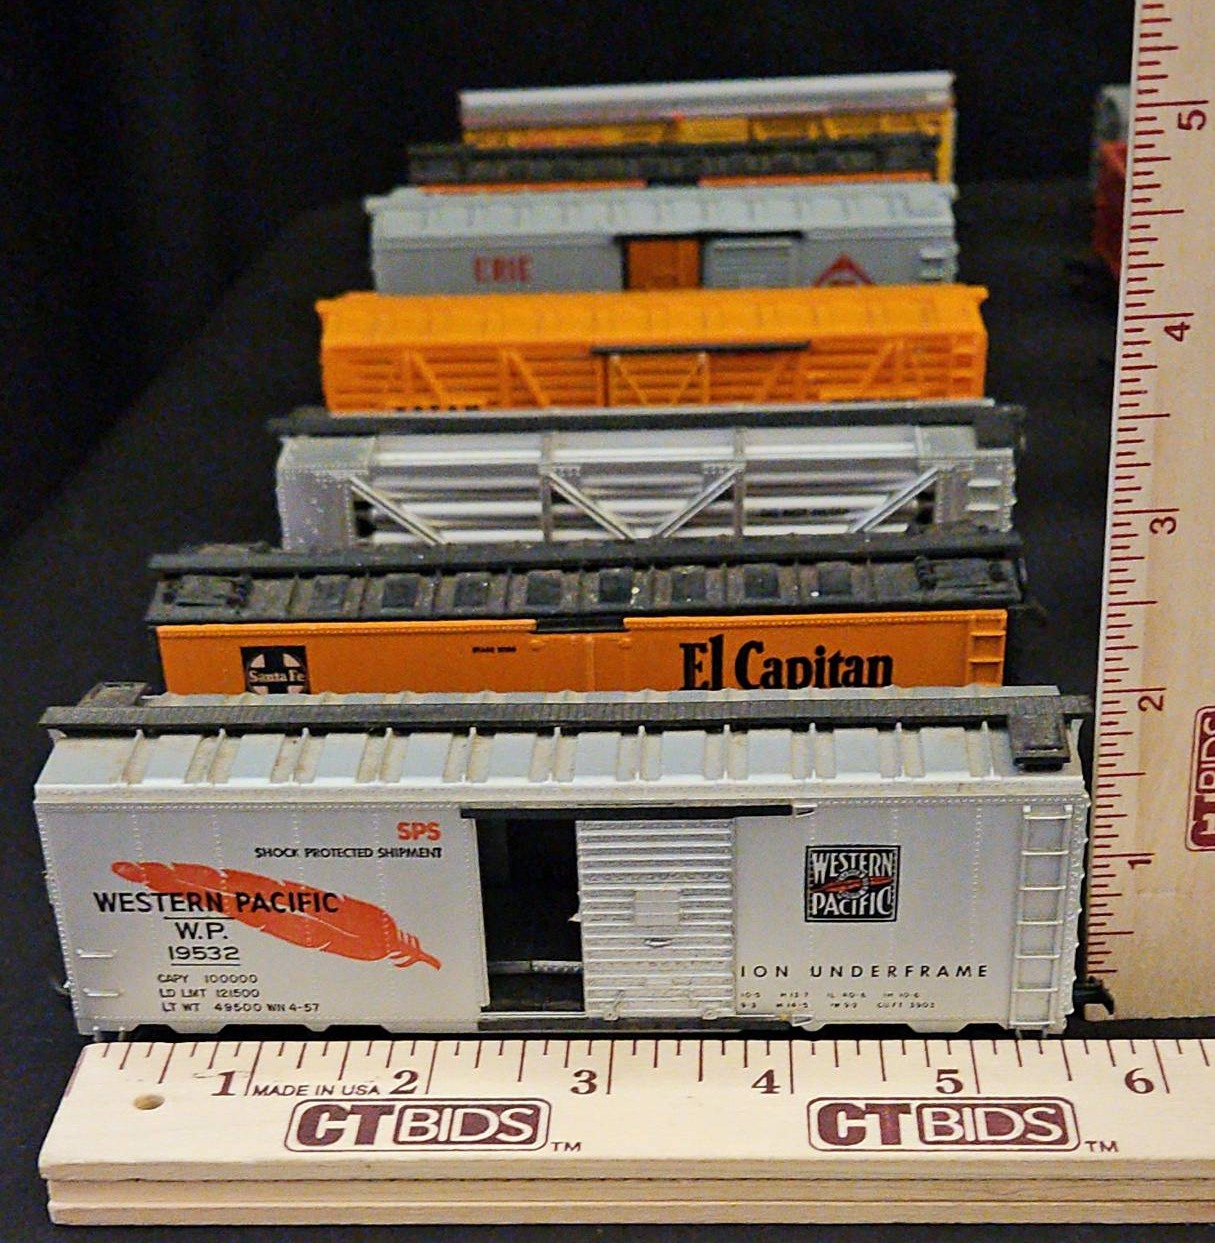 5
ERIE
4
3
Santa Fe
El Capitan
2
CTBIDS
SPS
SHOCK PROTECTED SHIPMENT
WESTERN PACIFIC
W.P.
19532
CAPY 100000
LD LMT 121500
LT WT 49500 WN 4-57
WESTERN
PACIFIC
ION UNDERFRAME
1
1 MADE IN USA 2 3 4 5 6
CTBIDS TM CTBIDS TM